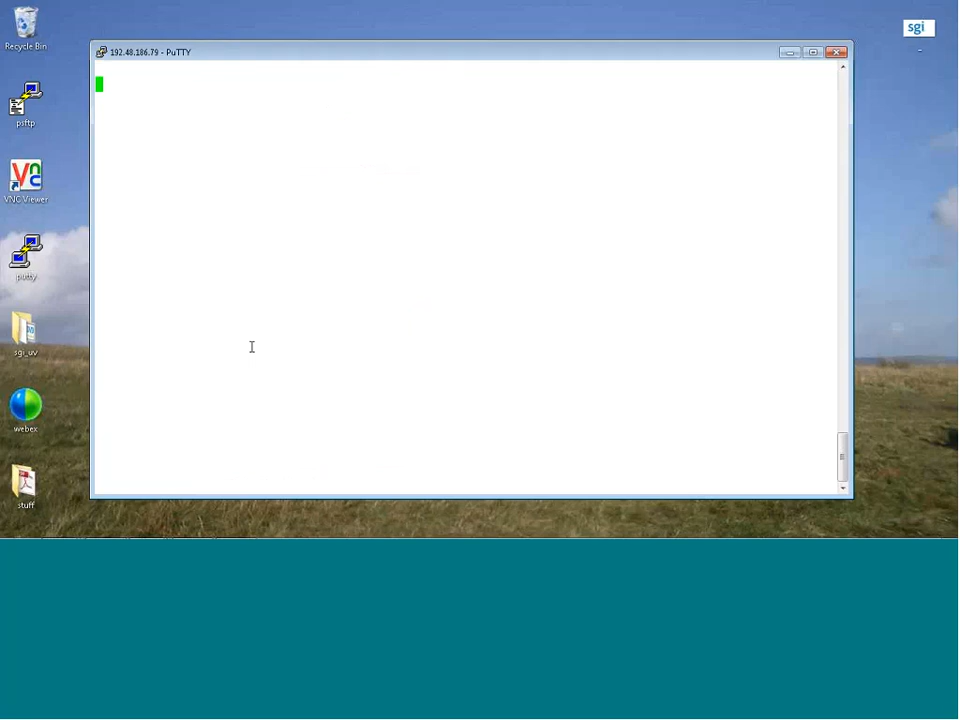 192.48.186.79 - PuTTY
sgi
Recycle Bin
psftp
VNC Viewer
putty
sgi_uv
webex
stuff